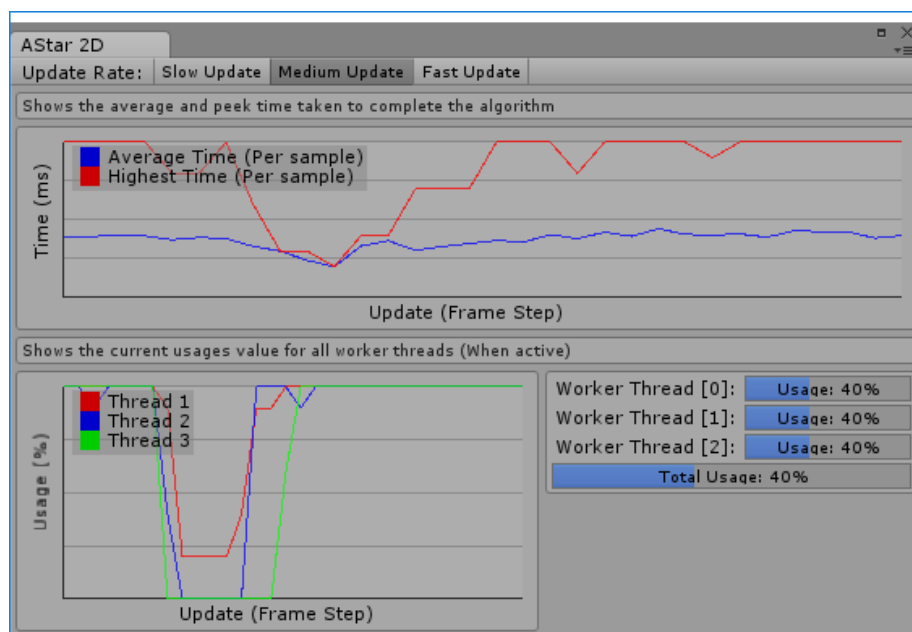 AStar 2D
Update Rate: Slow Update Medium Update Fast Update
Shows the average and peek time taken to complete the algorithm
Average Time (Per sample)
Highest Time (Per sample)
Time (ms)
Update (Frame Step)
Shows the current usages value for all worker threads (When active)
Thread 1
Thread 2
Thread 3
Usage (%)
Update (Frame Step)
Worker Thread [0]: Usage: 40%
Worker Thread [1]: Usage: 40%
Worker Thread [2]: Usage: 40%
Total Usage: 40%